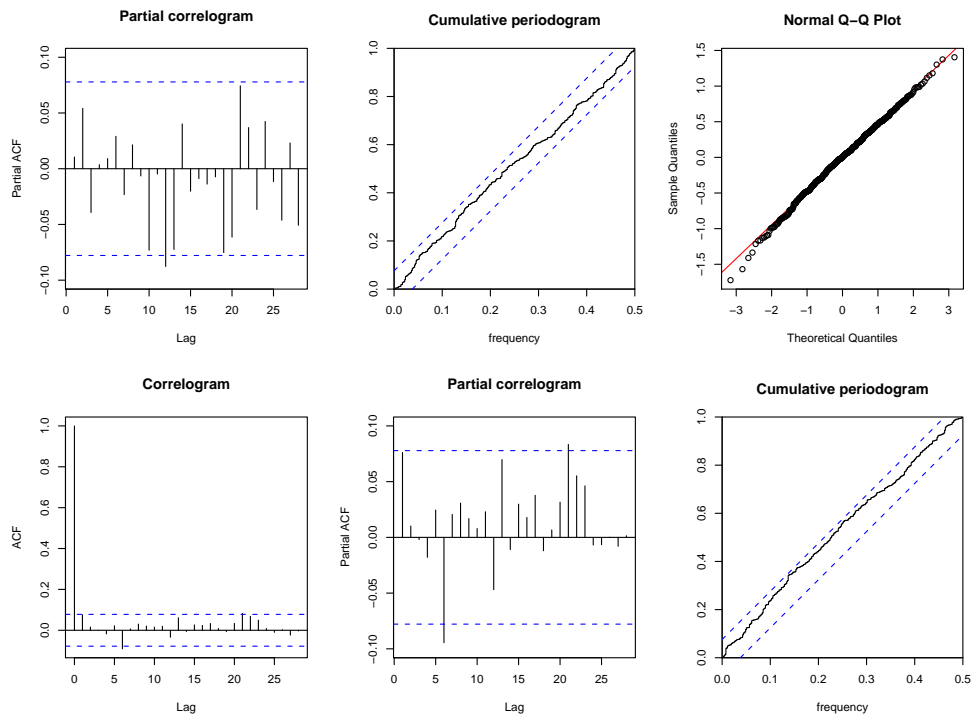 Partial correlogram
Partial ACF
0.10
0.05
0.00
−0.05
−0.10
0 5 10 15 20 25
Lag
Cumulative periodogram
1.0
0.8
0.6
0.4
0.2
0.0
0.0 0.1 0.2 0.3 0.4 0.5
frequency
Normal Q−Q Plot
Sample Quantiles
1.5
1.0
0.5
0.0
−0.5
−1.0
−1.5
−3 −2 −1 0 1 2 3
Theoretical Quantiles
Correlogram
ACF
1.0
0.8
0.6
0.4
0.2
0.0
0 5 10 15 20 25
Lag
Partial correlogram
Partial ACF
0.10
0.05
0.00
−0.05
−0.10
0 5 10 15 20 25
Lag
Cumulative periodogram
1.0
0.8
0.6
0.4
0.2
0.0
0.0 0.1 0.2 0.3 0.4 0.5
frequency